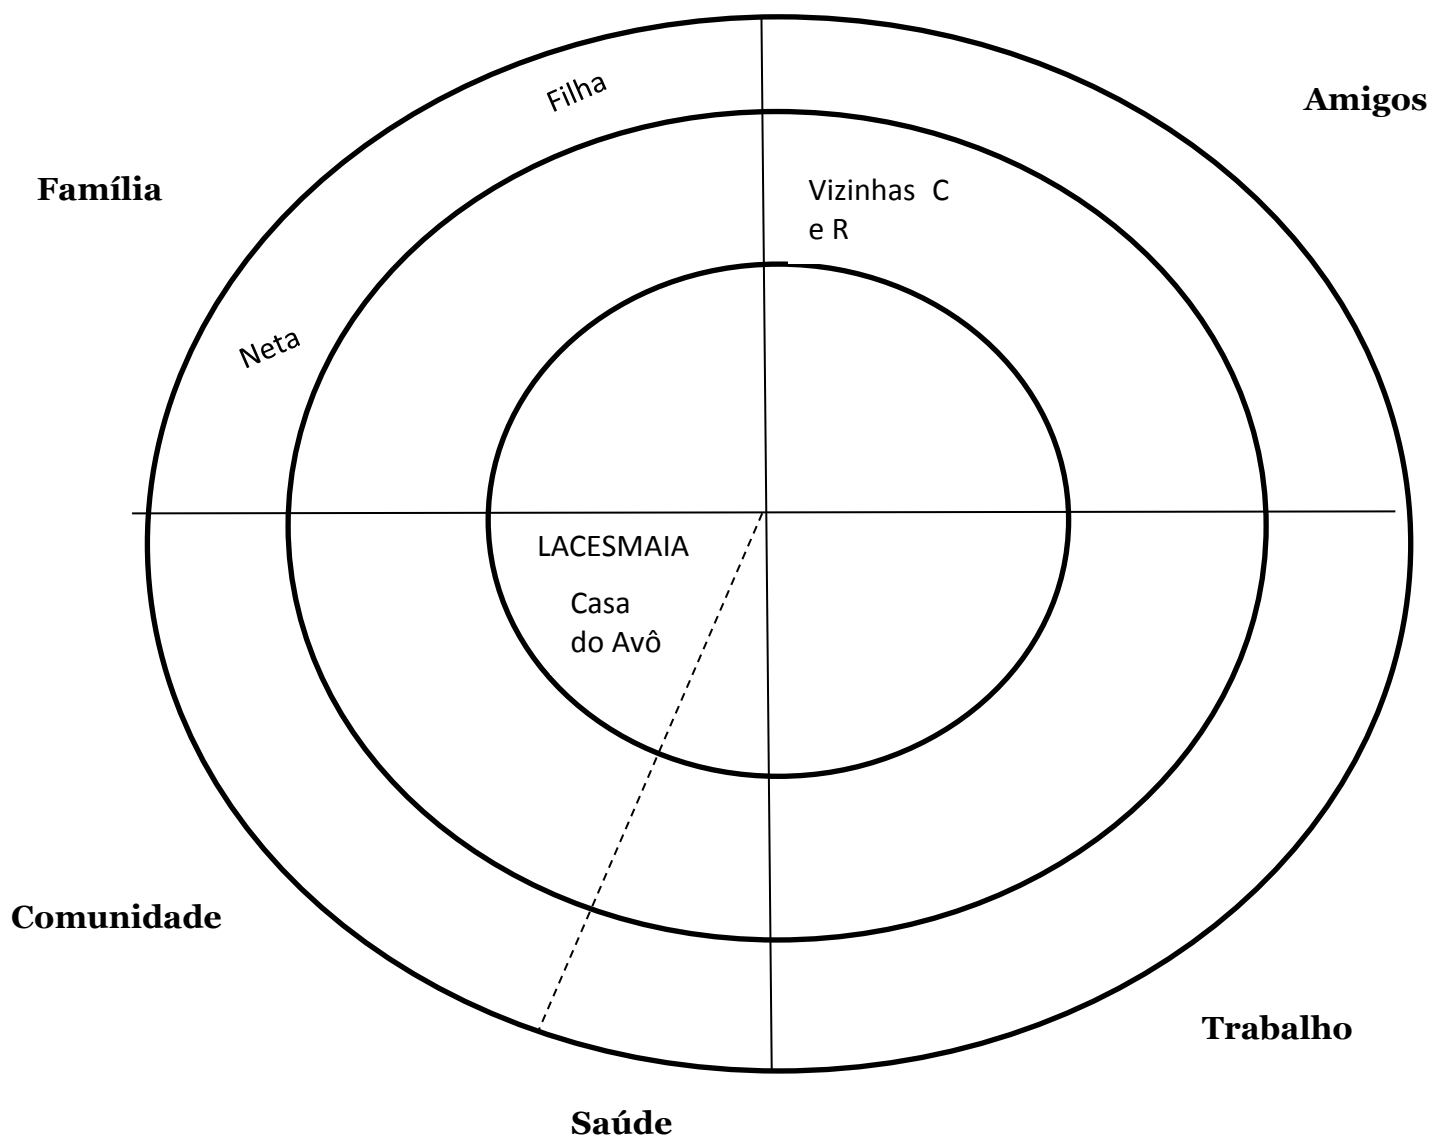 Filha
Amigos
Família
Vizinhas C
e R
Neta
LACESMAIA
Casa
do Avô
Comunidade
Trabalho
Saúde